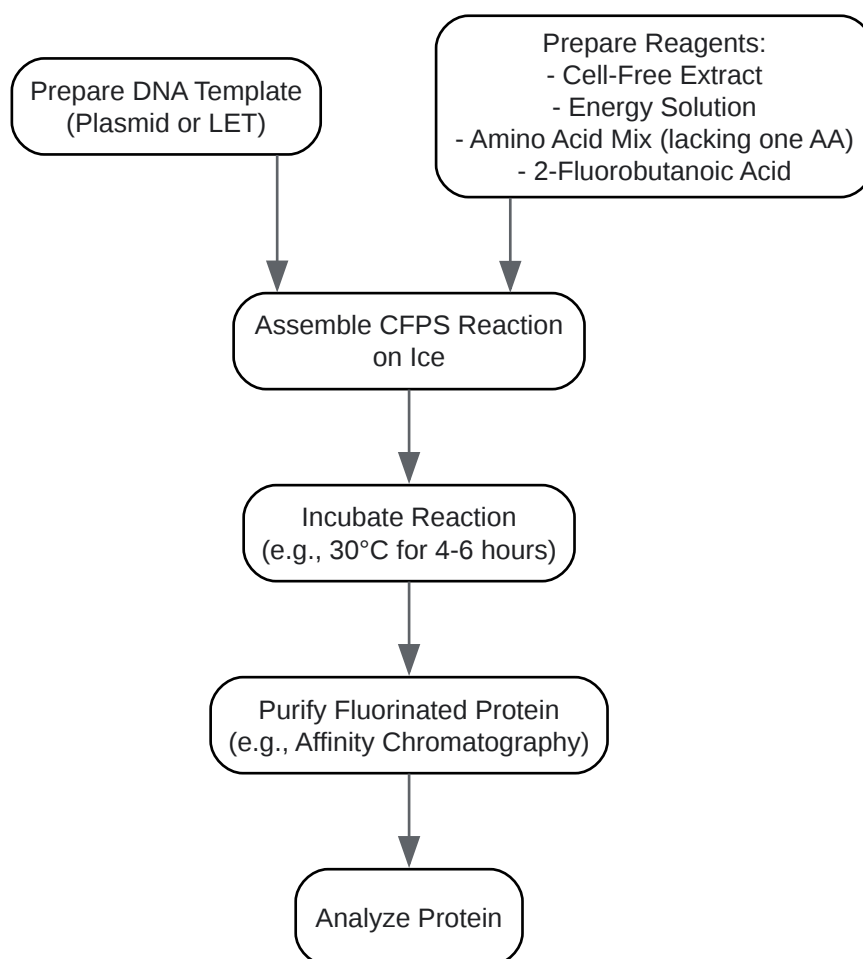 Prepare DNA Template
(Plasmid or LET)
Prepare Reagents:
- Cell-Free Extract
- Energy Solution
- Amino Acid Mix (lacking one AA)
- 2-Fluorobutanoic Acid
Assemble CFPS Reaction
on Ice
Incubate Reaction
(e.g., 30°C for 4-6 hours)
Purify Fluorinated Protein
(e.g., Affinity Chromatography)
Analyze Protein